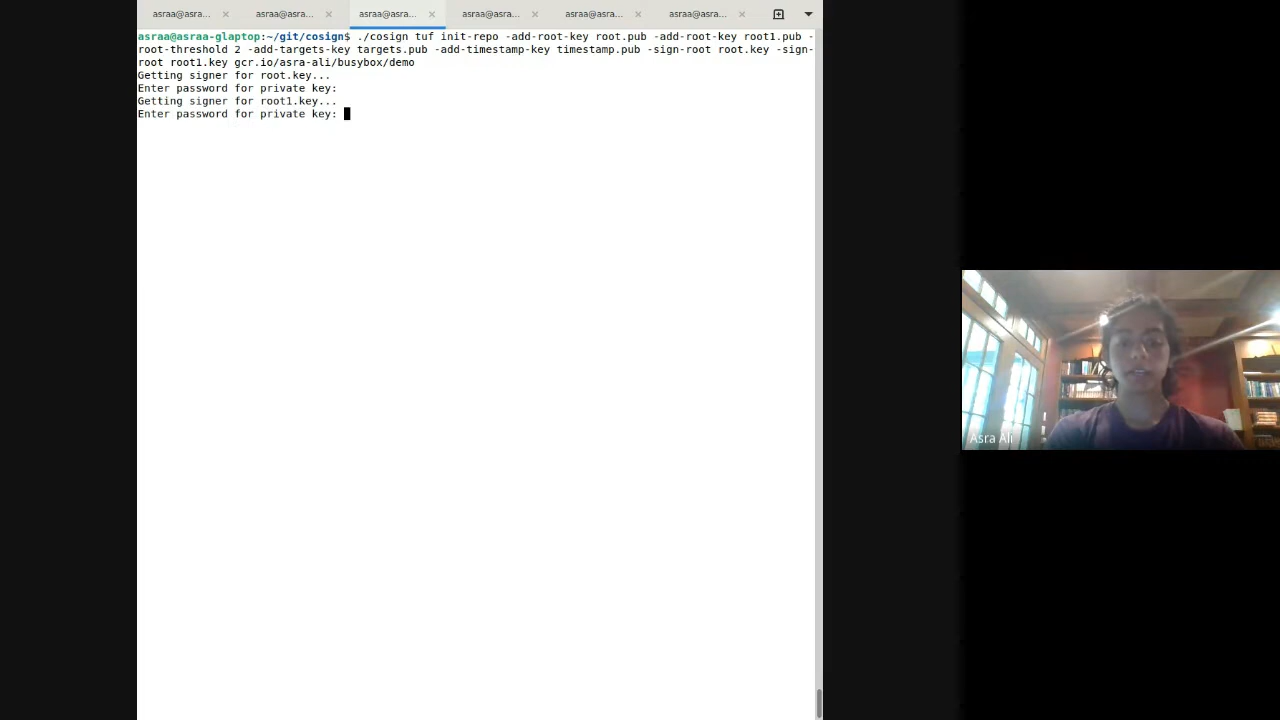 asraa@asra... asraa@asra... asraa@asra... asraa@asra... asraa@asra... asraa@asra...
asraa@asraa-glaptop:~/git/cosign$ ./cosign tuf init-repo -add-root-key root.pub -add-root-key root1.pub -
root-threshold 2 -add-targets-key targets.pub -add-timestamp-key timestamp.pub -sign-root root.key -sign-
root root1.key gcr.io/asra-ali/busybox/demo
Getting signer for root.key...
Enter password for private key:
Getting signer for root1.key...
Enter password for private key:
Asra Ali